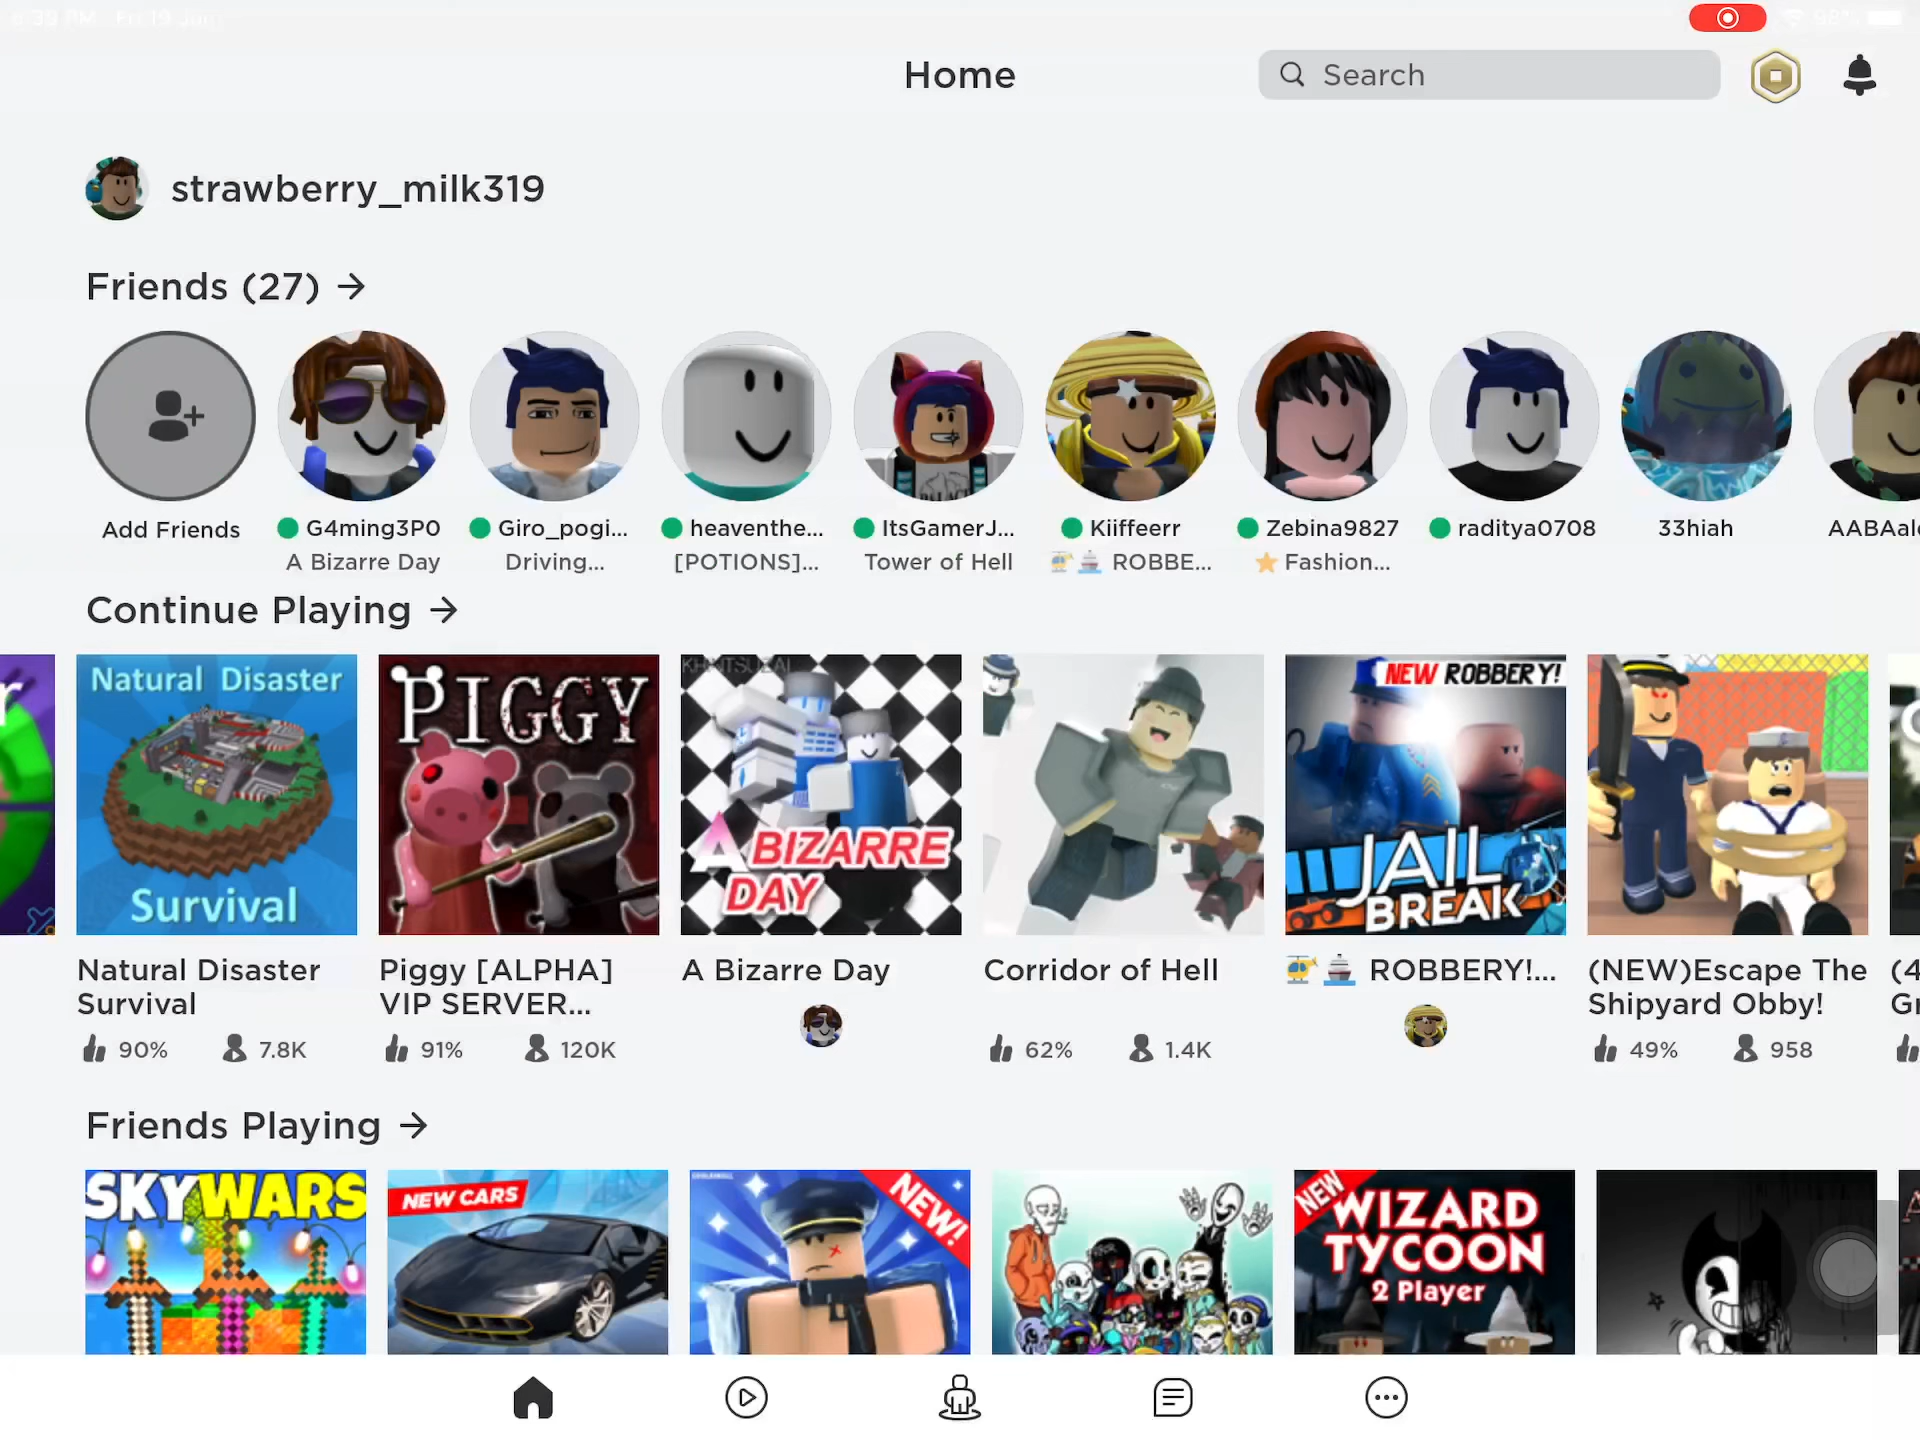 Home
Search
strawberry_milk319
Friends (27) →
Add Friends
G4ming3P0
A Bizarre Day
Giro_pogi...
Driving...
heaventhe...
[POTIONS]...
ItsGamerJ...
Tower of Hell
Kiiffeerr
🚁🚢 ROBBE...
Zebina9827
⭐ Fashion...
raditya0708
33hiah
Continue Playing →
Natural Disaster
Survival
PIGGY
A BIZARRE
DAY
NEW ROBBERY!
JAIL
BREAK
Natural Disaster
Survival
90% 7.8K
Piggy [ALPHA]
VIP SERVER...
91% 120K
A Bizarre Day
Corridor of Hell
62% 1.4K
🚁🚢 ROBBERY!...
(NEW)Escape The
Shipyard Obby!
49% 958
Friends Playing →
SKYWARS
NEW CARS
NEW!
NEW
WIZARD
TYCOON
2 Player